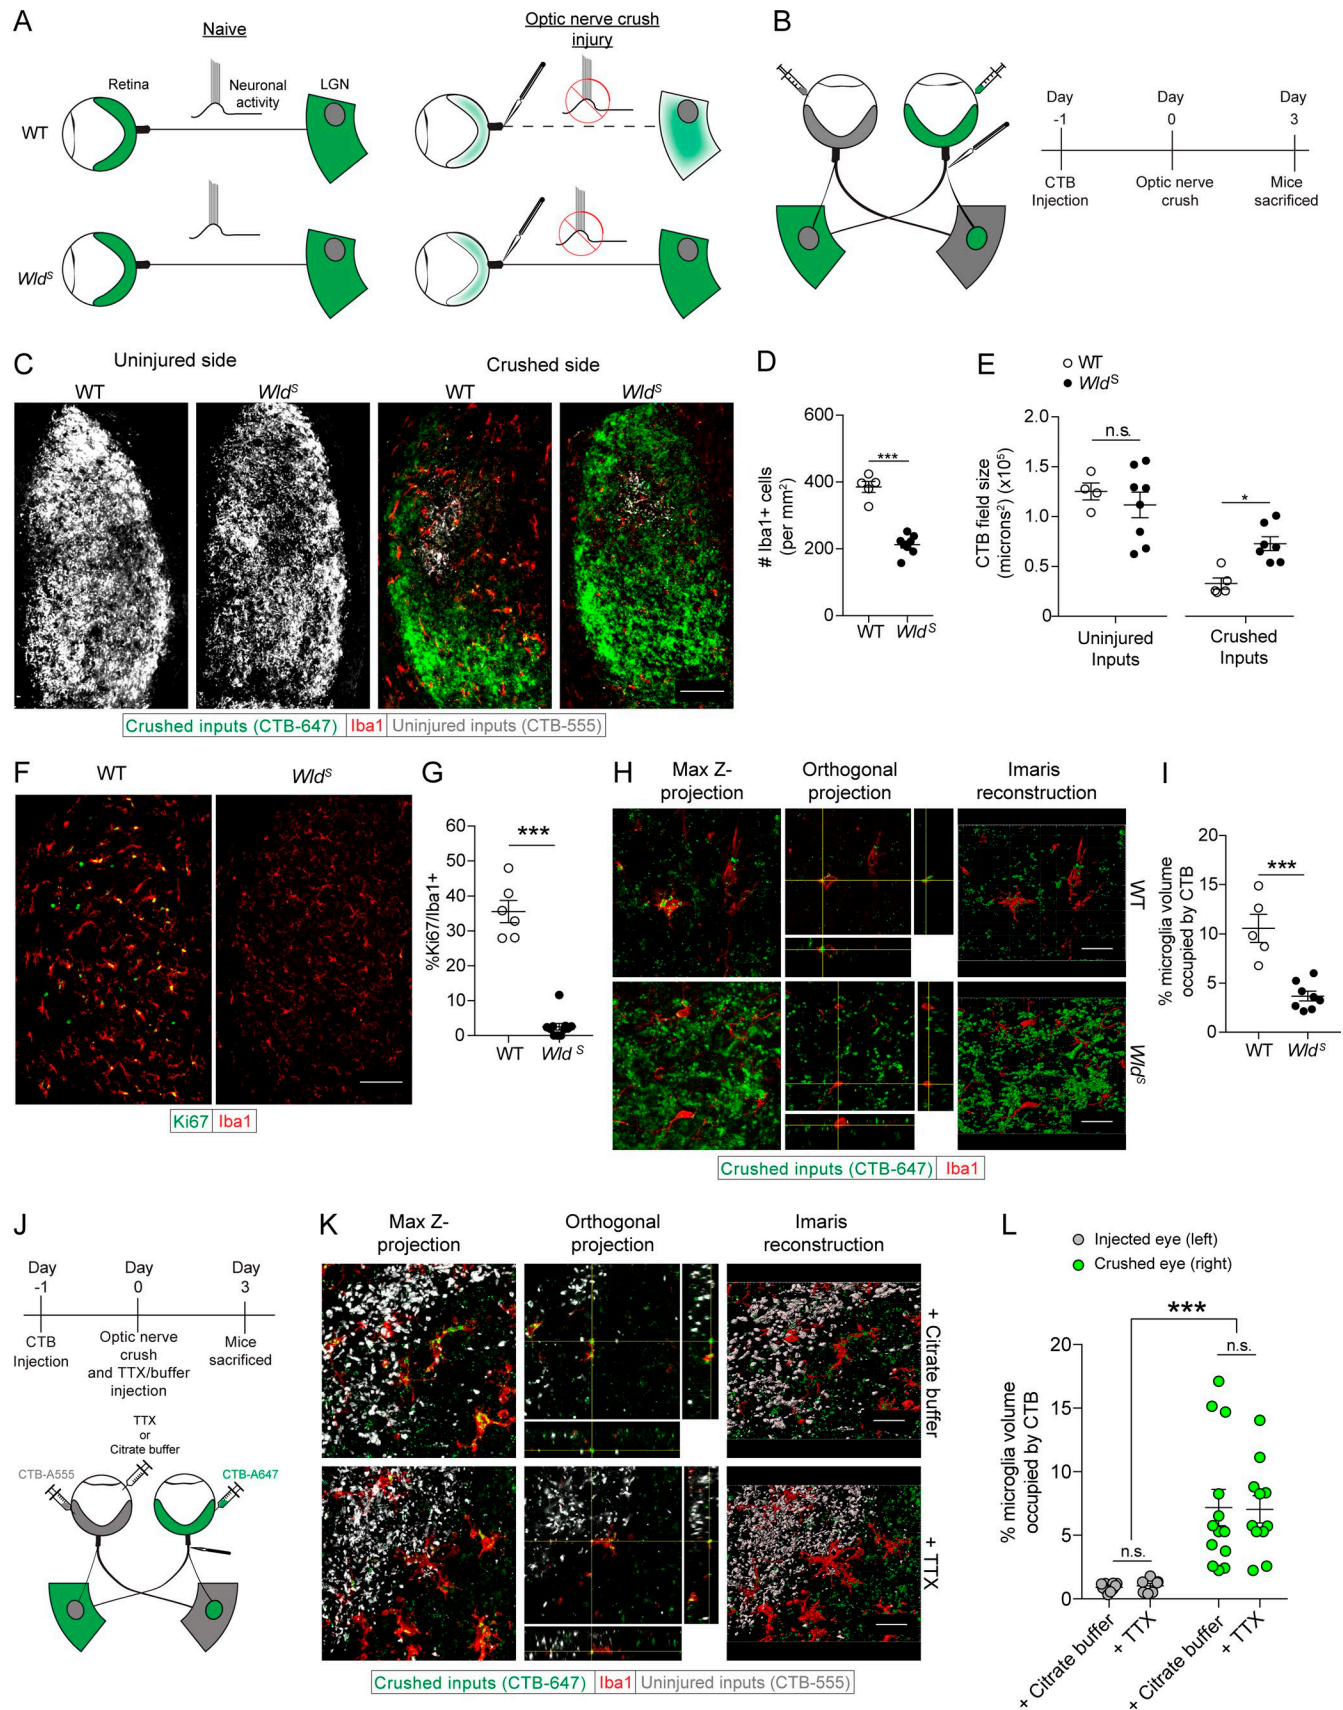 A
Naive
Optic nerve crush
injury
Retina
Neuronal
activity
LGN
WT
Wldˢ
B
Day
-1
Day
0
Day
3
CTB
Injection
Optic nerve
crush
Mice
sacrificed
C
Uninjured side
Crushed side
WT
Wldˢ
WT
Wldˢ
Crushed inputs (CTB-647) Iba1 Uninjured inputs (CTB-555)
D
# Iba1+ cells
(per mm²)
600
400
200
0
***
WT
Wldˢ
E
WT
Wldˢ
CTB field size
(microns²) (x10⁵)
2.0
1.5
1.0
0.5
0
n.s.
*
Uninjured
Inputs
Crushed
Inputs
F
WT
Wldˢ
Ki67 Iba1
G
%Ki67/Iba1+
60
50
40
30
20
10
0
***
WT
Wld ˢ
H
Max Z-
projection
Orthogonal
projection
Imaris
reconstruction
WT
Wldˢ
Crushed inputs (CTB-647) Iba1
I
% microglia volume
occupied by CTB
20
15
10
5
0
***
WT
Wldˢ
J
Day
-1
Day
0
Day
3
CTB
Injection
Optic nerve
crush
and TTX/buffer
injection
Mice
sacrificed
TTX
or
Citrate buffer
CTB-A555
CTB-A647
K
Max Z-
projection
Orthogonal
projection
Imaris
reconstruction
+ Citrate buffer
+ TTX
Crushed inputs (CTB-647) Iba1 Uninjured inputs (CTB-555)
L
Injected eye (left)
Crushed eye (right)
% microglia volume
occupied by CTB
20
15
10
5
0
***
n.s.
n.s.
+ Citrate buffer
+ TTX
+ Citrate buffer
+ TTX